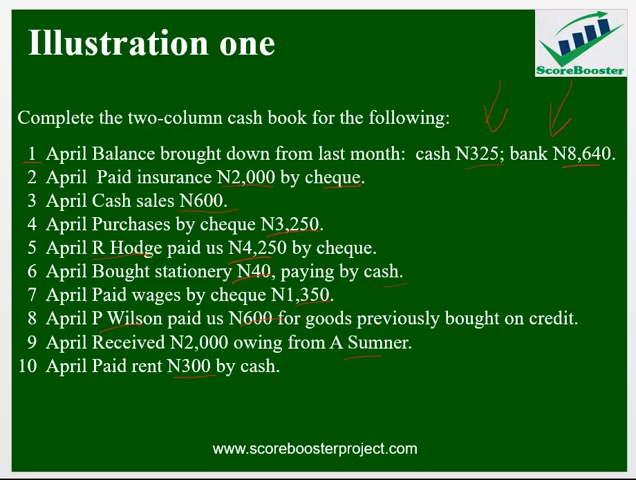 Illustration one
ScoreBooster
Complete the two-column cash book for the following:
1 April Balance brought down from last month: cash N325; bank N8,640.
2 April Paid insurance N2,000 by cheque.
3 April Cash sales N600.
4 April Purchases by cheque N3,250.
5 April R Hodge paid us N4,250 by cheque.
6 April Bought stationery N40, paying by cash.
7 April Paid wages by cheque N1,350.
8 April P Wilson paid us N600 for goods previously bought on credit.
9 April Received N2,000 owing from A Sumner.
10 April Paid rent N300 by cash.
www.scoreboosterproject.com